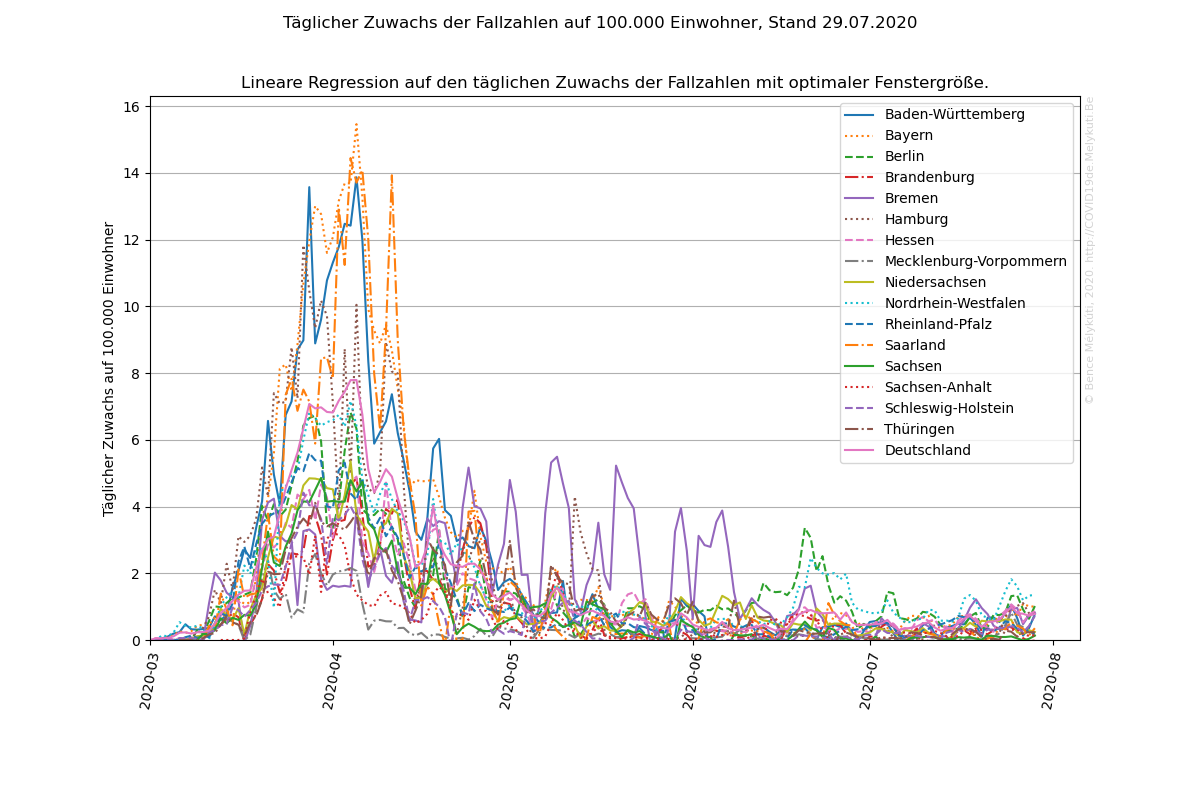 Täglicher Zuwachs der Fallzahlen auf 100.000 Einwohner, Stand 29.07.2020
Lineare Regression auf den täglichen Zuwachs der Fallzahlen mit optimaler Fenstergröße.
Täglicher Zuwachs auf 100.000 Einwohner
16
14
12
10
8
6
4
2
0
2020-03
2020-04
2020-05
2020-06
2020-07
2020-08
Baden-Württemberg
Bayern
Berlin
Brandenburg
Bremen
Hamburg
Hessen
Mecklenburg-Vorpommern
Niedersachsen
Nordrhein-Westfalen
Rheinland-Pfalz
Saarland
Sachsen
Sachsen-Anhalt
Schleswig-Holstein
Thüringen
Deutschland
© Bence Mélykúti, 2020. http://COVID19de.Melykuti.Be